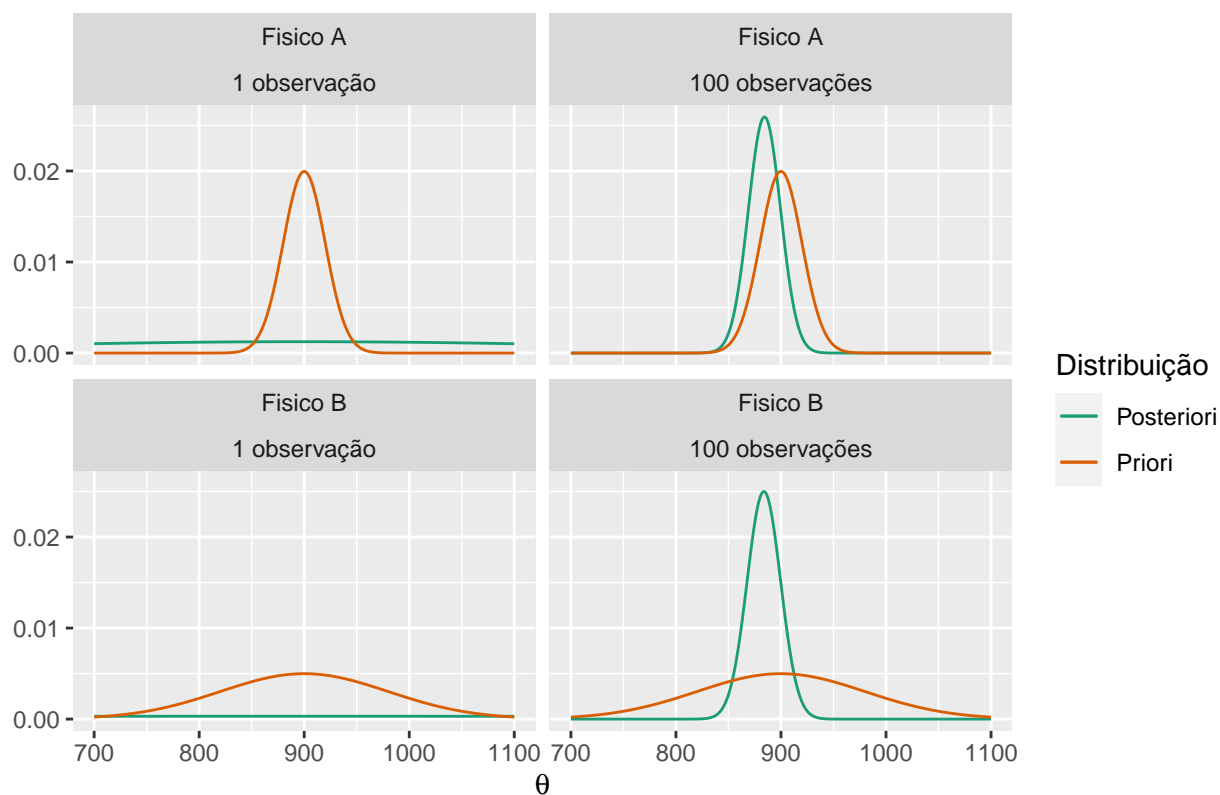 Fisico A
Fisico A
1 observação
100 observações
0.02
0.01
0.00
Fisico B
Fisico B
1 observação
100 observações
0.02
0.01
0.00
700 800 900 1000 1100 700 800 900 1000 1100
θ
Distribuição
Posteriori
Priori